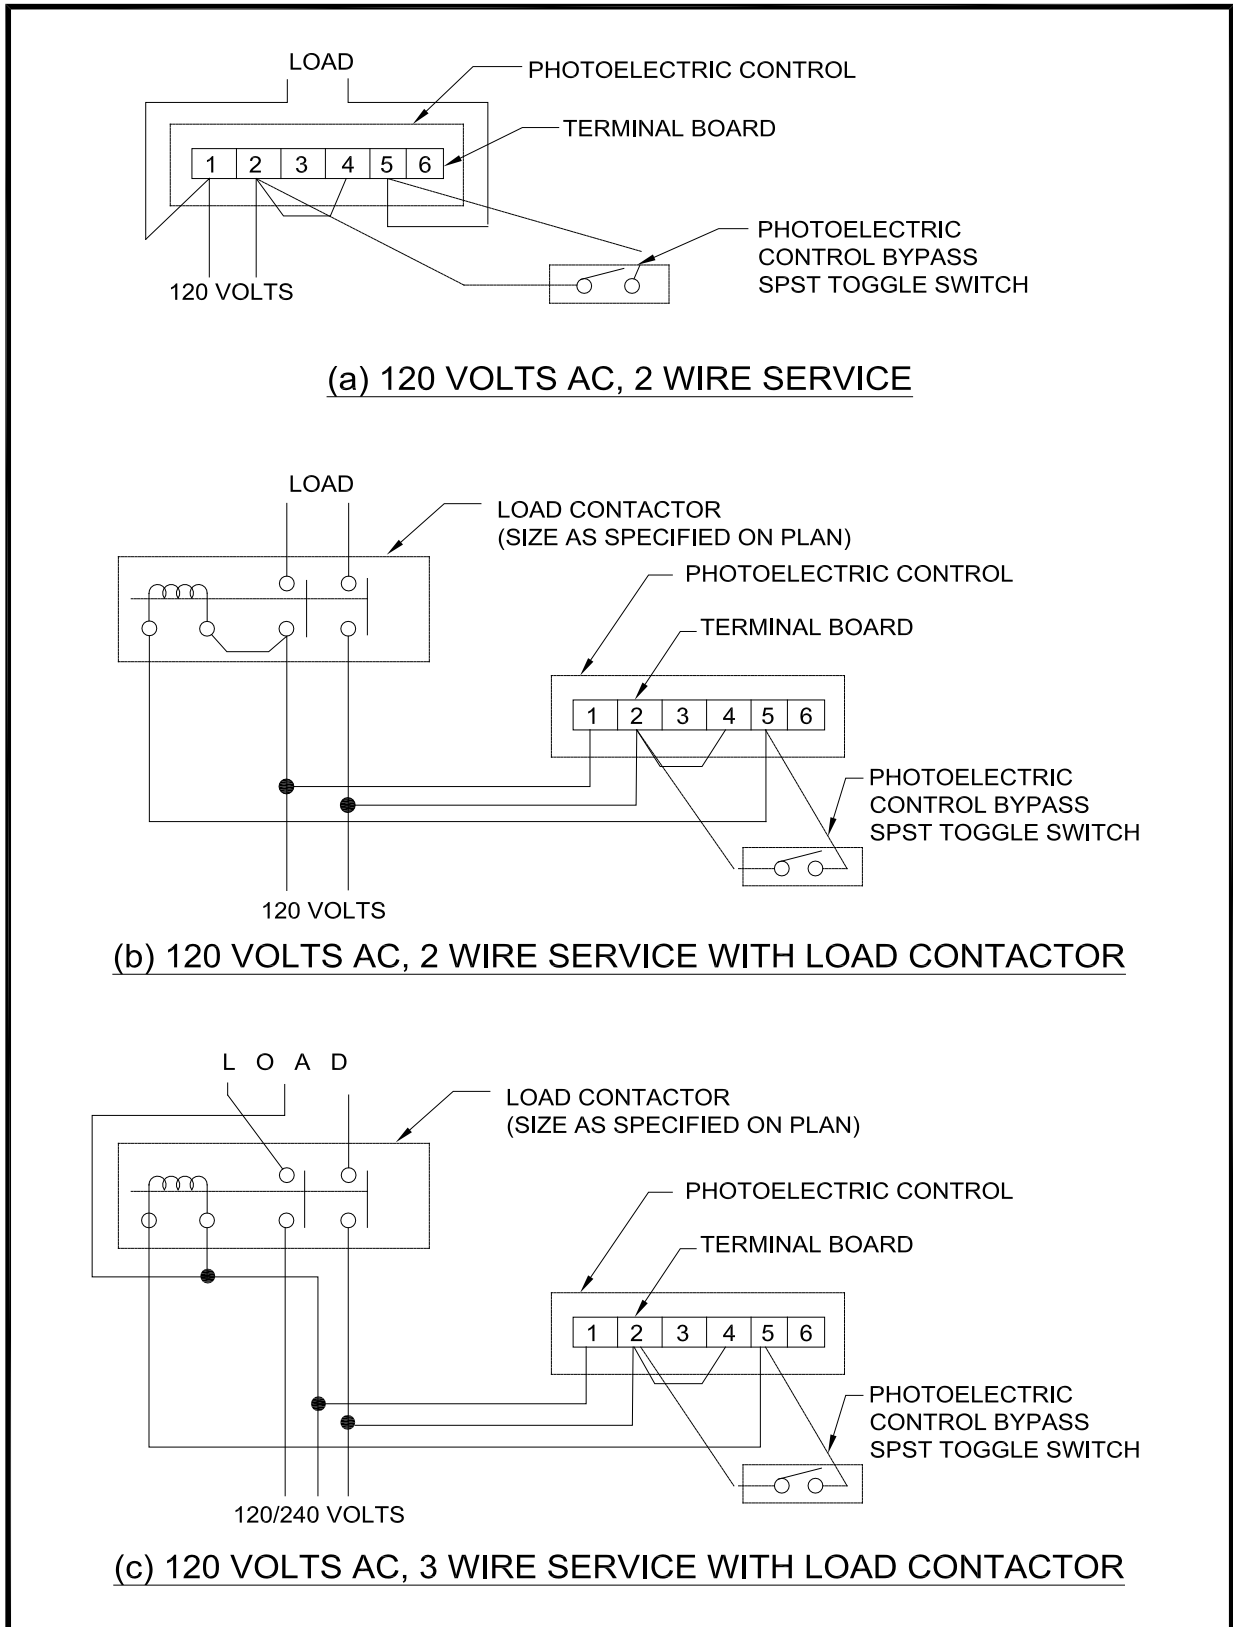 LOAD
PHOTOELECTRIC CONTROL
TERMINAL BOARD
1 2 3 4 5 6
PHOTOELECTRIC
CONTROL BYPASS
SPST TOGGLE SWITCH
120 VOLTS
(a) 120 VOLTS AC, 2 WIRE SERVICE
LOAD
LOAD CONTACTOR
(SIZE AS SPECIFIED ON PLAN)
PHOTOELECTRIC CONTROL
TERMINAL BOARD
1 2 3 4 5 6
PHOTOELECTRIC
CONTROL BYPASS
SPST TOGGLE SWITCH
120 VOLTS
(b) 120 VOLTS AC, 2 WIRE SERVICE WITH LOAD CONTACTOR
L O A D
LOAD CONTACTOR
(SIZE AS SPECIFIED ON PLAN)
PHOTOELECTRIC CONTROL
TERMINAL BOARD
1 2 3 4 5 6
PHOTOELECTRIC
CONTROL BYPASS
SPST TOGGLE SWITCH
120/240 VOLTS
(c) 120 VOLTS AC, 3 WIRE SERVICE WITH LOAD CONTACTOR